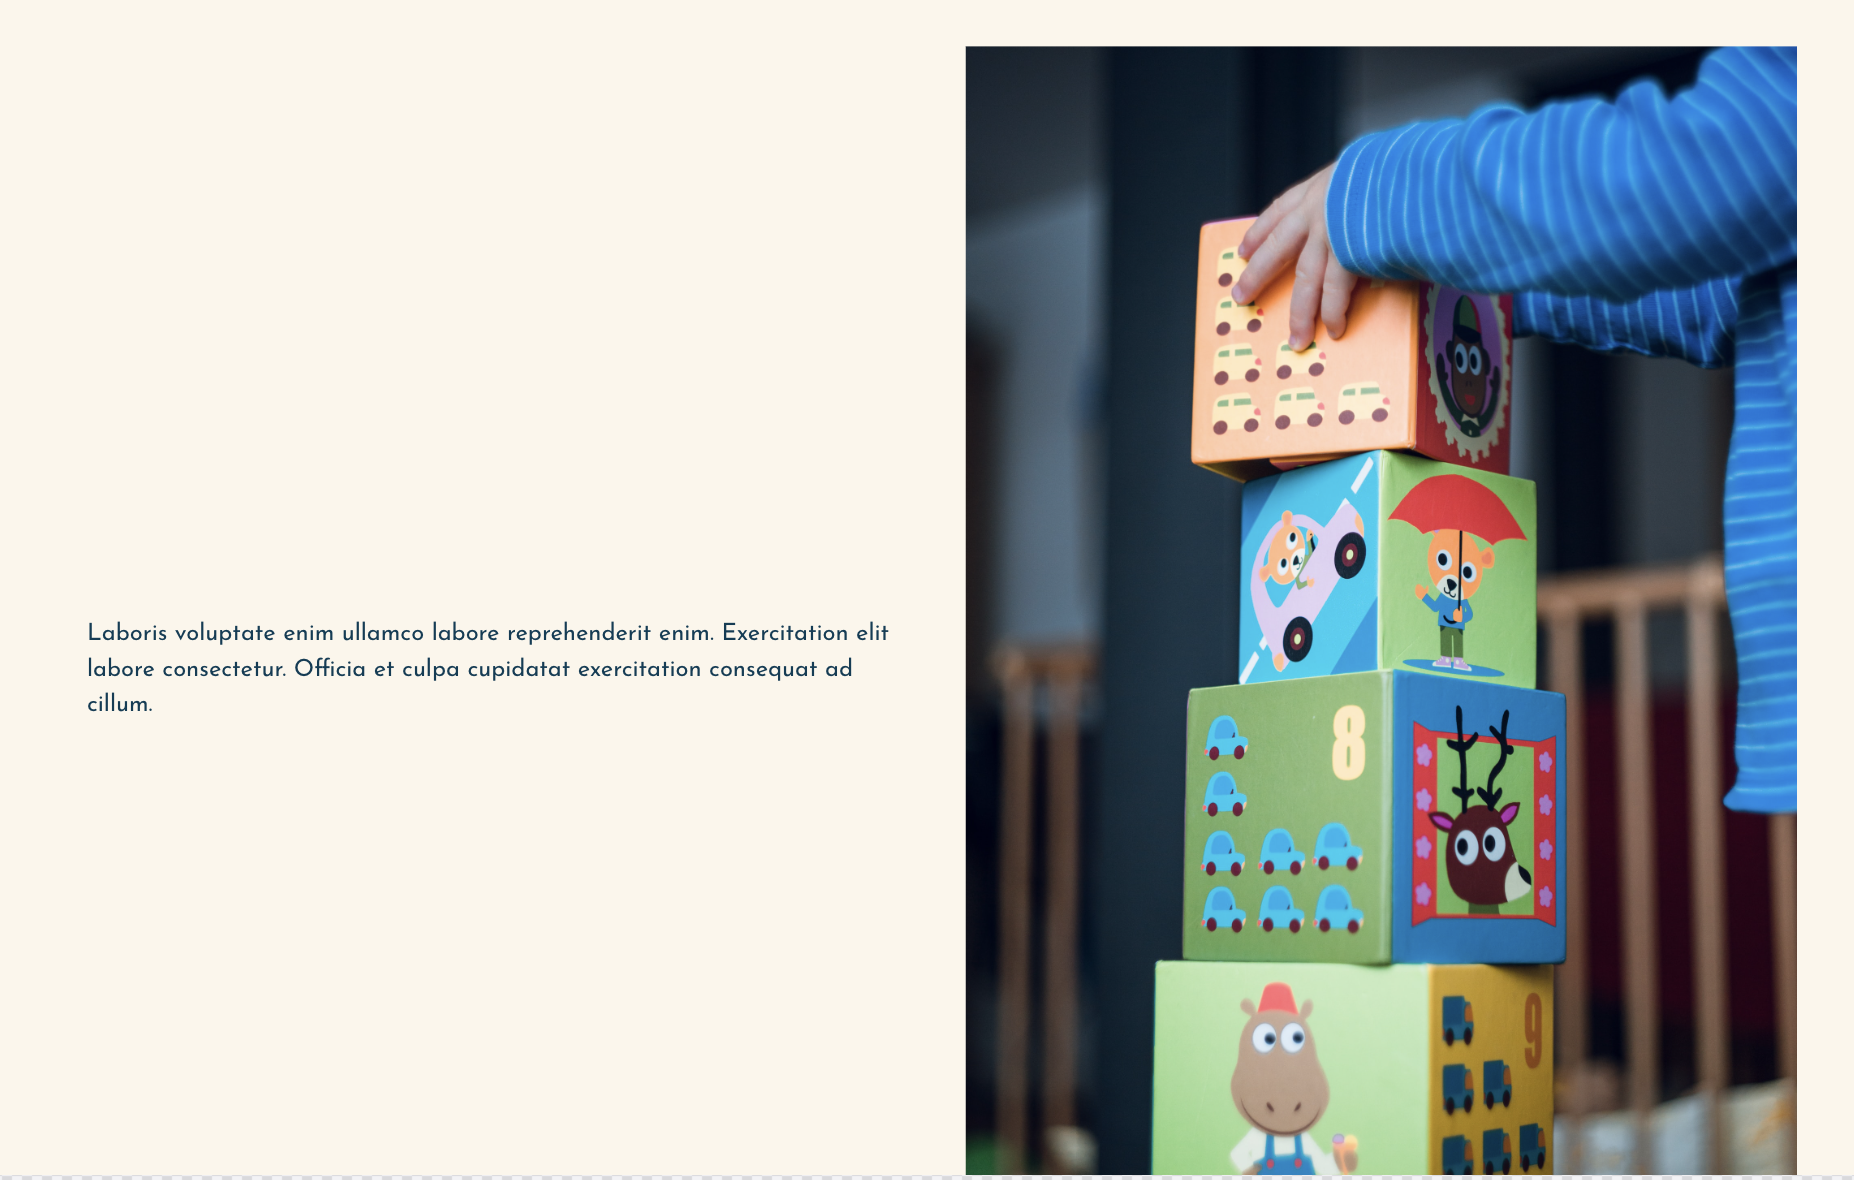 Laboris voluptate enim ullamco labore reprehenderit enim. Exercitation elit
labore consectetur. Officia et culpa cupidatat exercitation consequat ad
cillum.
8
9